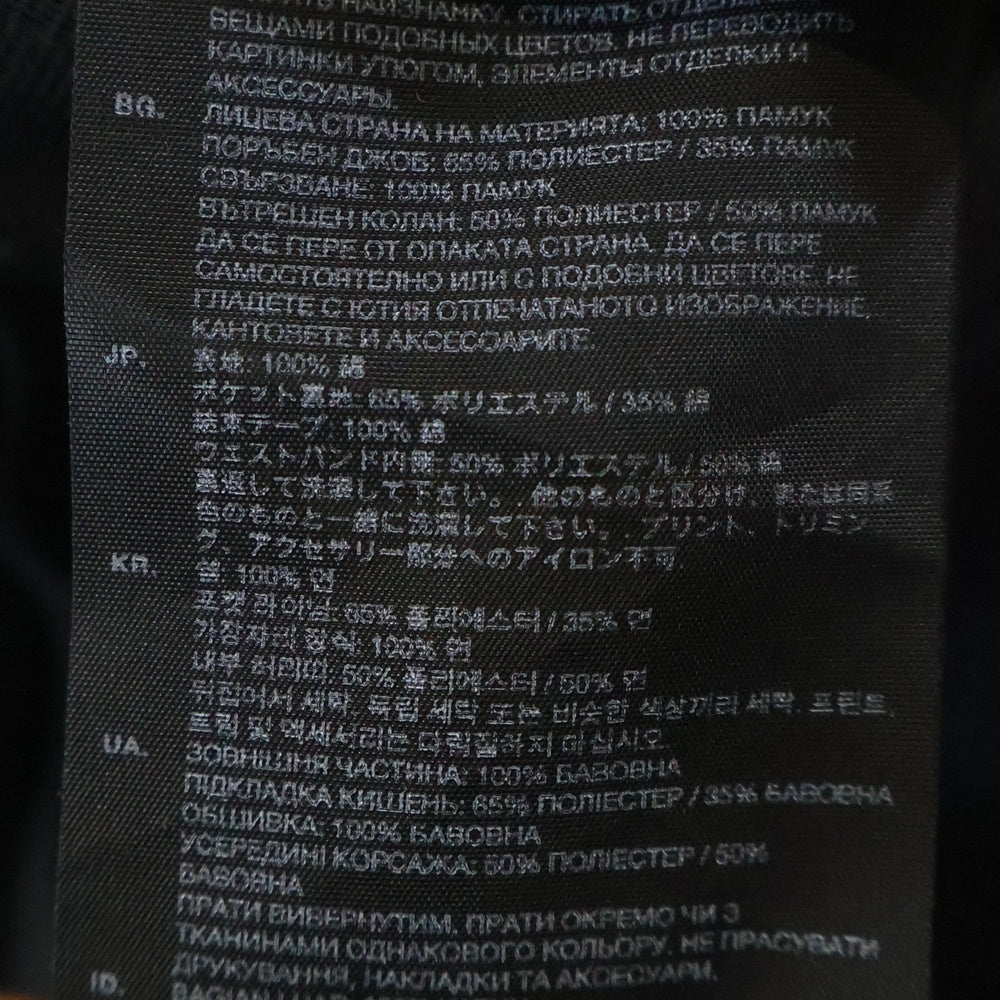 НАИЗНАНКУ. СТИРАТЬ
ВЕЩАМИ ПОДОБНЫХ ЦВЕТОВ. НЕ ПЕРЕВОДИТЬ
КАРТИНКИ УТЮГОМ, ЭЛЕМЕНТЫ ОТДЕЛКИ И
АКСЕССУАРЫ.
BG. ЛИЦЕВА СТРАНА НА МАТЕРИЯТА: 100% ПАМУК
ПОРЪБЕН ДЖОБ: 65% ПОЛИЕСТЕР / 35% ПАМУК
СВЪРЗВАНЕ: 100% ПАМУК
ВЪТРЕШЕН КОЛАН: 50% ПОЛИЕСТЕР / 50% ПАМУК
ДА СЕ ПЕРЕ ОТ ОПАКАТА СТРАНА. ДА СЕ ПЕРЕ
САМОСТОЯТЕЛНО ИЛИ С ПОДОБНИ ЦВЕТОВЕ. НЕ
ГЛАДЕТЕ С ЮТИЯ ОТПЕЧАТАНОТО ИЗОБРАЖЕНИЕ,
КАНТОВЕТЕ И АКСЕСОАРИТЕ.
JP. 表地: 100% 綿
ポケット裏地: 65% ポリエステル / 35% 綿
装束テープ: 100% 綿
ウエストバンド内側: 50% ポリエステル / 50% 綿
裏返して洗濯して下さい。 他のものと区分け、または同系
色のものと一緒に洗濯して下さい。 プリント、トリミン
グ、アクセサリー部分へのアイロン不可
KR. 겉: 100% 면
포켓 라이닝: 65% 폴리에스터 / 35% 면
가장자리 장식: 100% 면
내부 허리띠: 50% 폴리에스터 / 50% 면
뒤집어서 세탁. 독립 세탁 또는 비슷한 색상끼리 세탁. 프린트,
트림 및 액세서리는 다림질하지 마십시오.
UA. ЗОВНІШНЯ ЧАСТИНА: 100% БАВОВНА
ПІДКЛАДКА КИШЕНЬ: 65% ПОЛІЕСТЕР / 35% БАВОВНА
ОБШИВКА: 100% БАВОВНА
УСЕРЕДИНІ КОРСАЖА: 50% ПОЛІЕСТЕР / 50%
БАВОВНА
ПРАТИ ВИВЕРНУТИМ. ПРАТИ ОКРЕМО ЧИ З
ТКАНИНАМИ ОДНАКОВОГО КОЛЬОРУ. НЕ ПРАСУВАТИ
ДРУКУВАННЯ, НАКЛАДКИ ТА АКСЕСУАРИ.
ID. BAGIAN